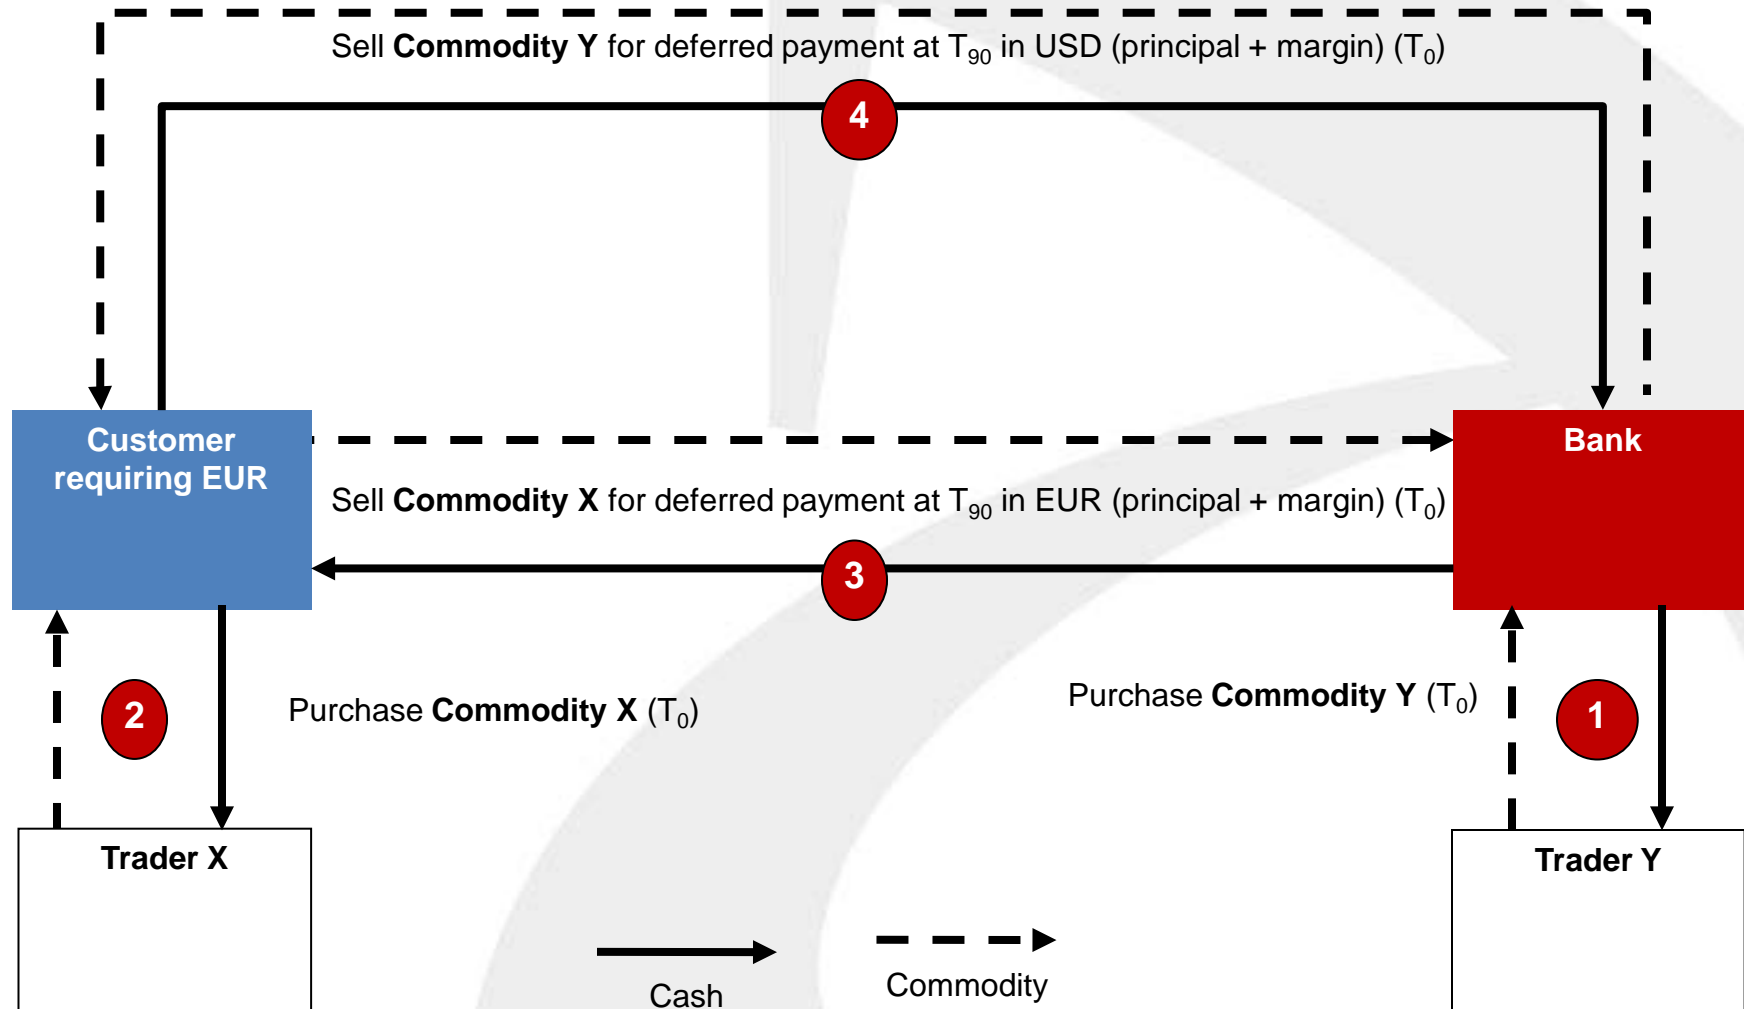 Sell Commodity Y for deferred payment at T90 in USD (principal + margin) (T0)
4
Customer
requiring EUR
Bank
Sell Commodity X for deferred payment at T90 in EUR (principal + margin) (T0)
3
2
Purchase Commodity X (T0)
Purchase Commodity Y (T0)
1
Trader X
Trader Y
Cash
Commodity